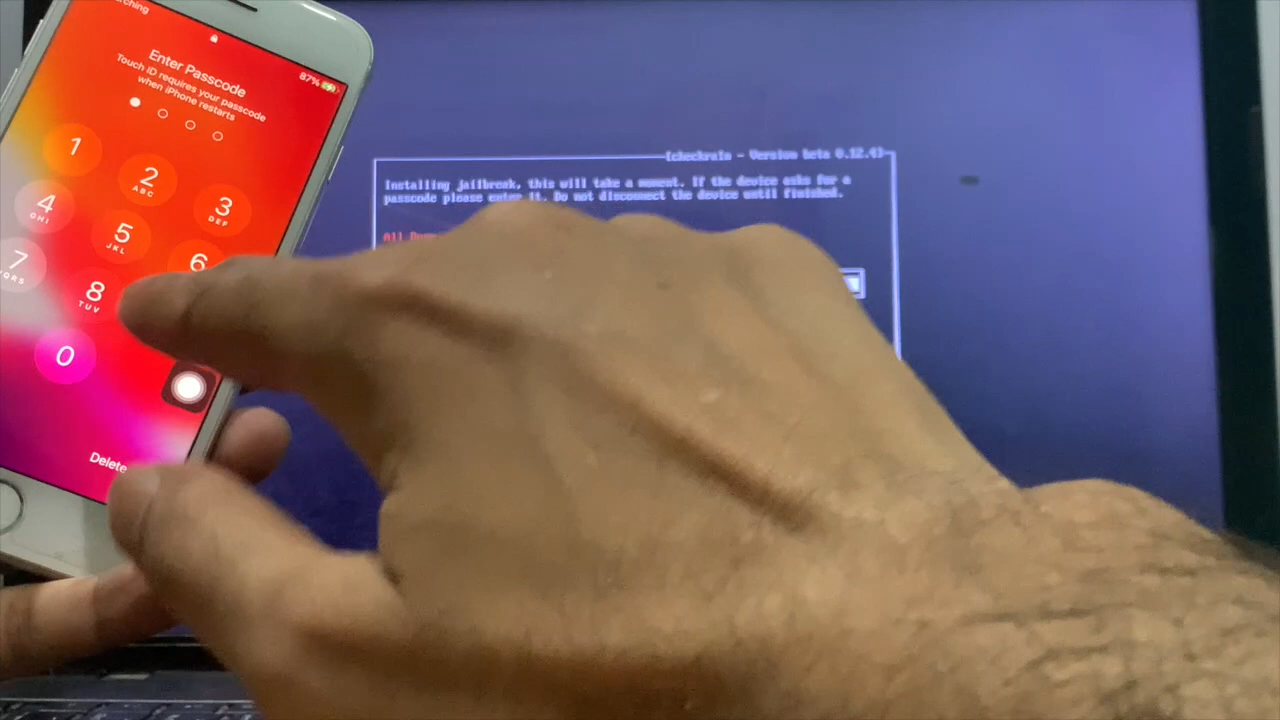 Enter Passcode
Touch ID requires your passcode
when iPhone restarts
87%
1
2
ABC
3
DEF
4
GHI
5
JKL
6
7
8
TUV
0
Delete
[checkra1n - Version beta 0.12.4]
Installing jailbreak, this will take a moment. If the device asks for a
passcode please enter it. Do not disconnect the device until finished.
All